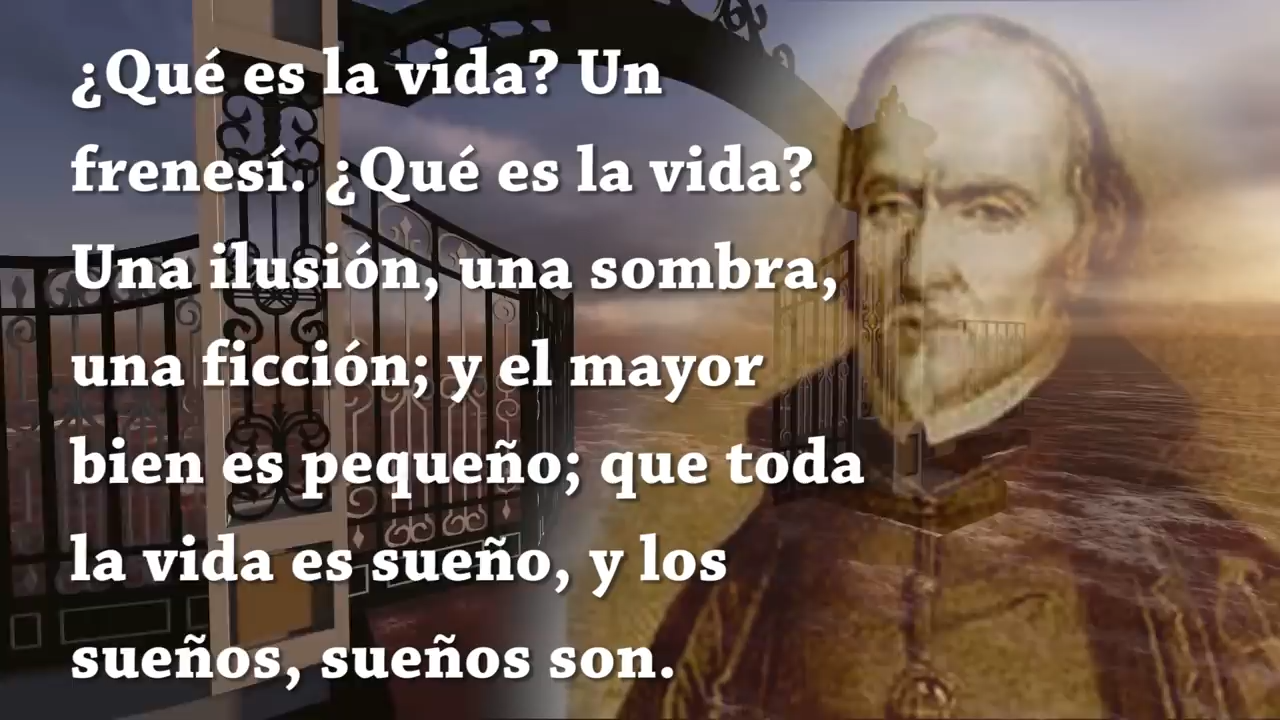 ¿Qué es la vida? Un
frenesí. ¿Qué es la vida?
Una ilusión, una sombra,
una ficción; y el mayor
bien es pequeño; que toda
la vida es sueño, y los
sueños, sueños son.